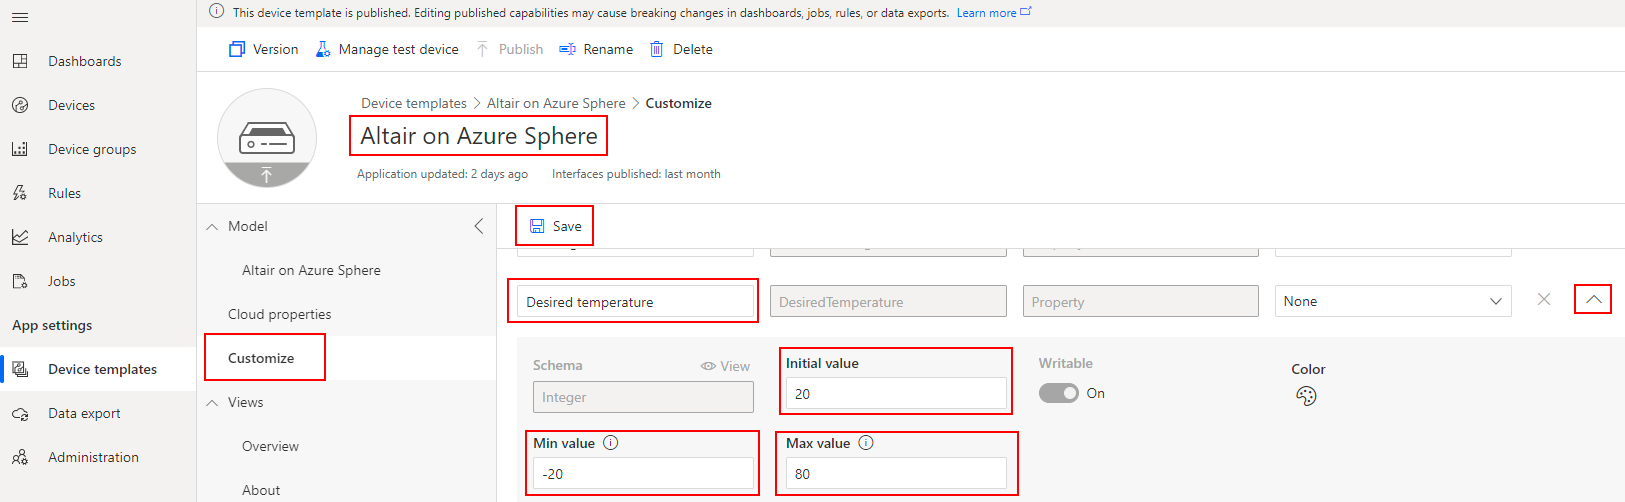 This device template is published. Editing published capabilities may cause breaking changes in dashboards, jobs, rules, or data exports. Learn more
Version Manage test device Publish Rename Delete
Dashboards
Devices
Device groups
Rules
Analytics
Jobs
App settings
Device templates
Data export
Administration
Device templates > Altair on Azure Sphere > Customize
Altair on Azure Sphere
Application updated: 2 days ago Interfaces published: last month
Model
Altair on Azure Sphere
Cloud properties
Customize
Views
Overview
About
Save
Desired temperature DesiredTemperature Property None
Schema View Initial value Writable Color
Integer 20 On
Min value Max value
-20 80